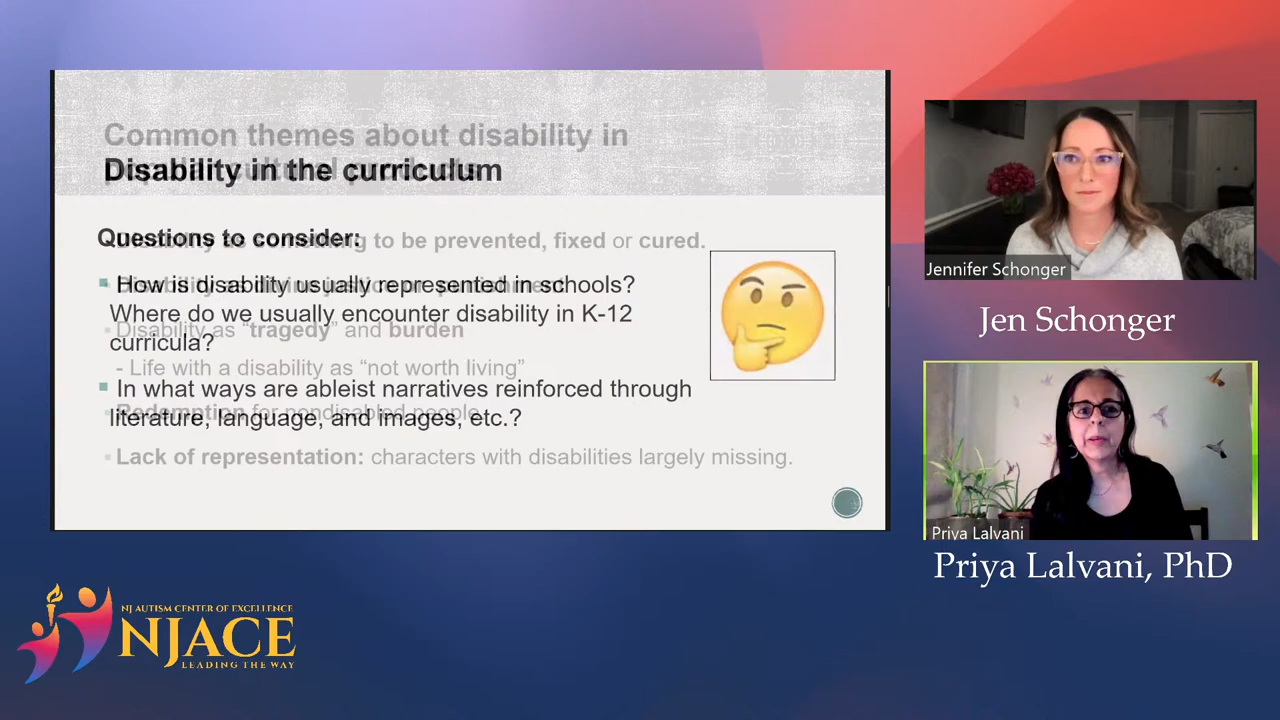 Common themes about disability in
Disability in the curriculum
Questions to consider:
to be prevented, fixed or cured.
How is disability usually represented in schools?
Where do we usually encounter disability in K-12
Disability as “tragedy” and burden
curricula?
- Life with a disability as “not worth living”
In what ways are ableist narratives reinforced through
Redemption for nondisabled people
literature, language, and images, etc.?
Lack of representation: characters with disabilities largely missing.
Jennifer Schonger
Jen Schonger
Priya Lalvani
Priya Lalvani, PhD
NJ AUTISM CENTER OF EXCELLENCE
NJACE
LEADING THE WAY